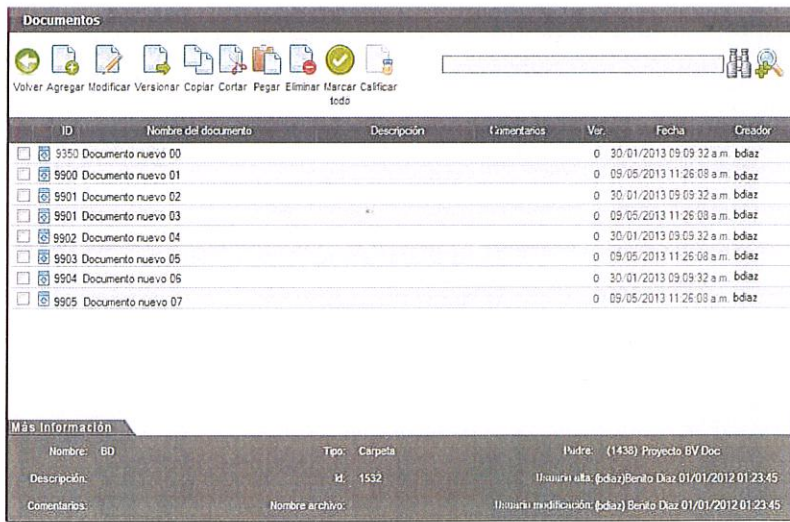 Documentos
Volver Agregar Modificar Versionar Copiar Cortar Pegar Eliminar Marcar todo Calificar
ID Nombre del documento Descripción Comentarios Ver. Fecha Creador
9350 Documento nuevo 00 0 30/01/2013 09:09:32 a.m. bdiaz
9900 Documento nuevo 01 0 09/05/2013 11:26:08 a.m. bdiaz
9901 Documento nuevo 02 0 30/01/2013 09:09:32 a.m. bdiaz
9901 Documento nuevo 03 0 09/05/2013 11:26:08 a.m. bdiaz
9902 Documento nuevo 04 0 30/01/2013 09:09:32 a.m. bdiaz
9903 Documento nuevo 05 0 09/05/2013 11:26:08 a.m. bdiaz
9904 Documento nuevo 06 0 30/01/2013 09:09:32 a.m. bdiaz
9905 Documento nuevo 07 0 09/05/2013 11:26:08 a.m. bdiaz
Más Información
Nombre: BD Tipo: Carpeta Padre: (1438) Proyecto BV Doc
Descripción: Id: 1532 Usuario alta: (bdiaz)Benito Diaz 01/01/2012 01:23:45
Comentarios: Nombre archivo: Usuario modificación: (bdiaz) Benito Diaz 01/01/2012 01:23:45